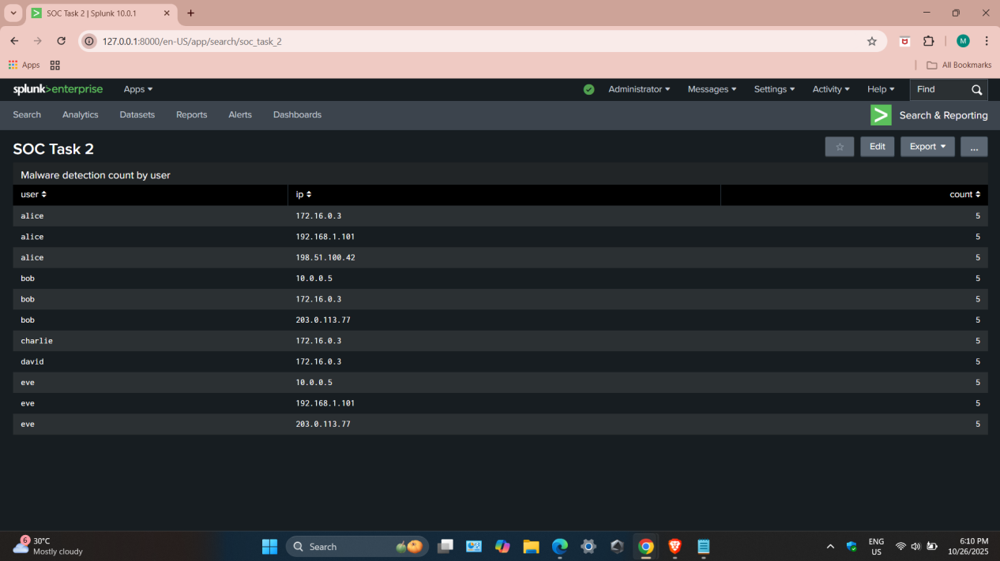 SOC Task 2 | Splunk 10.0.1
127.0.0.1:8000/en-US/app/search/soc_task_2
M
Apps
All Bookmarks
splunk>enterprise Apps Administrator Messages Settings Activity Help Find
Search Analytics Datasets Reports Alerts Dashboards Search & Reporting
SOC Task 2
Edit Export ...
Malware detection count by user
user ip count
alice 172.16.0.3 5
alice 192.168.1.101 5
alice 198.51.100.42 5
bob 10.0.0.5 5
bob 172.16.0.3 5
bob 203.0.113.77 5
charlie 172.16.0.3 5
david 172.16.0.3 5
eve 10.0.0.5 5
eve 192.168.1.101 5
eve 203.0.113.77 5
6 30°C
Mostly cloudy
Search
ENG
US
6:10 PM
10/26/2025